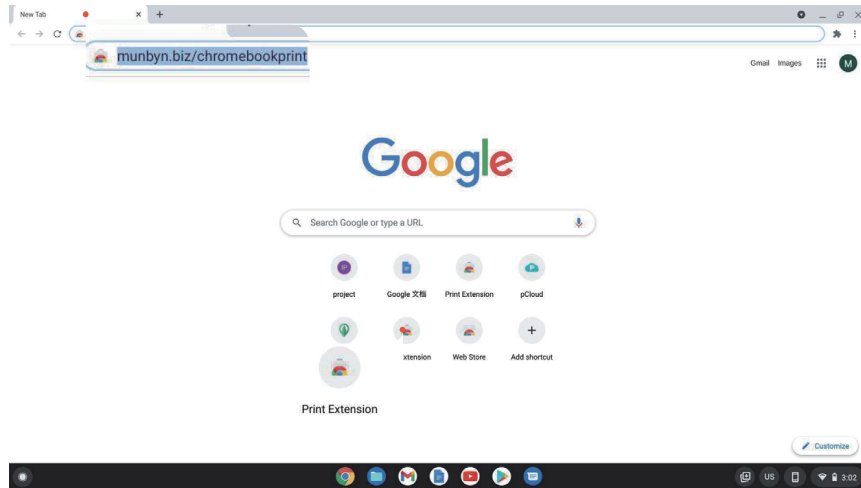 New Tab
munbyn.biz/chromebookprint
Gmail Images
M
Google
Search Google or type a URL
project Google 文档 Print Extension pCloud
xtension Web Store Add shortcut
Print Extension
Customize
US 3:02